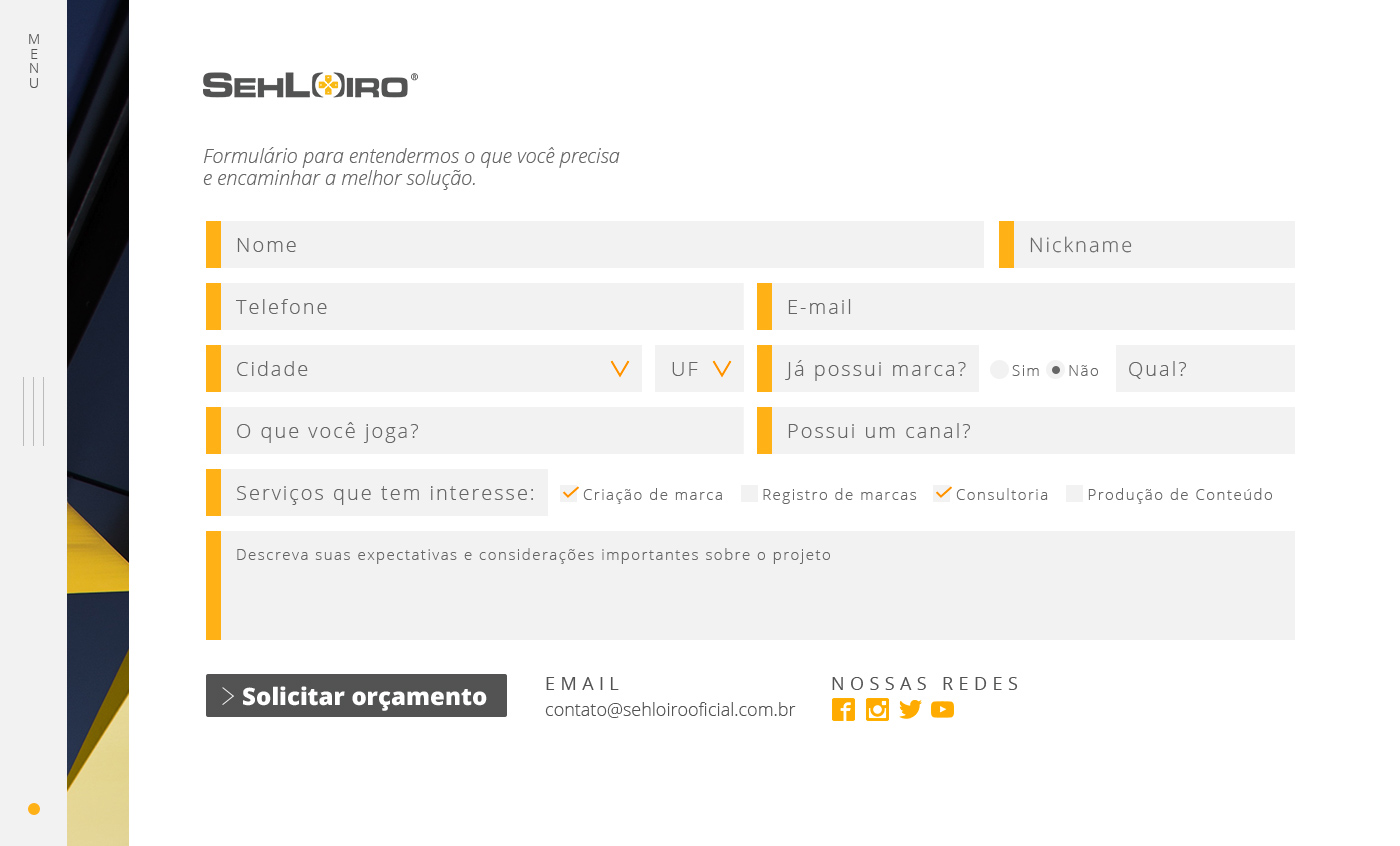 MENU
SEHLOIRO®
Formulário para entendermos o que você precisa
e encaminhar a melhor solução.
Nome
Nickname
Telefone
E-mail
Cidade
UF
Já possui marca?
Sim
Não
Qual?
O que você joga?
Possui um canal?
Serviços que tem interesse:
Criação de marca
Registro de marcas
Consultoria
Produção de Conteúdo
Descreva suas expectativas e considerações importantes sobre o projeto
Solicitar orçamento
EMAIL
contato@sehloirooficial.com.br
NOSSAS REDES